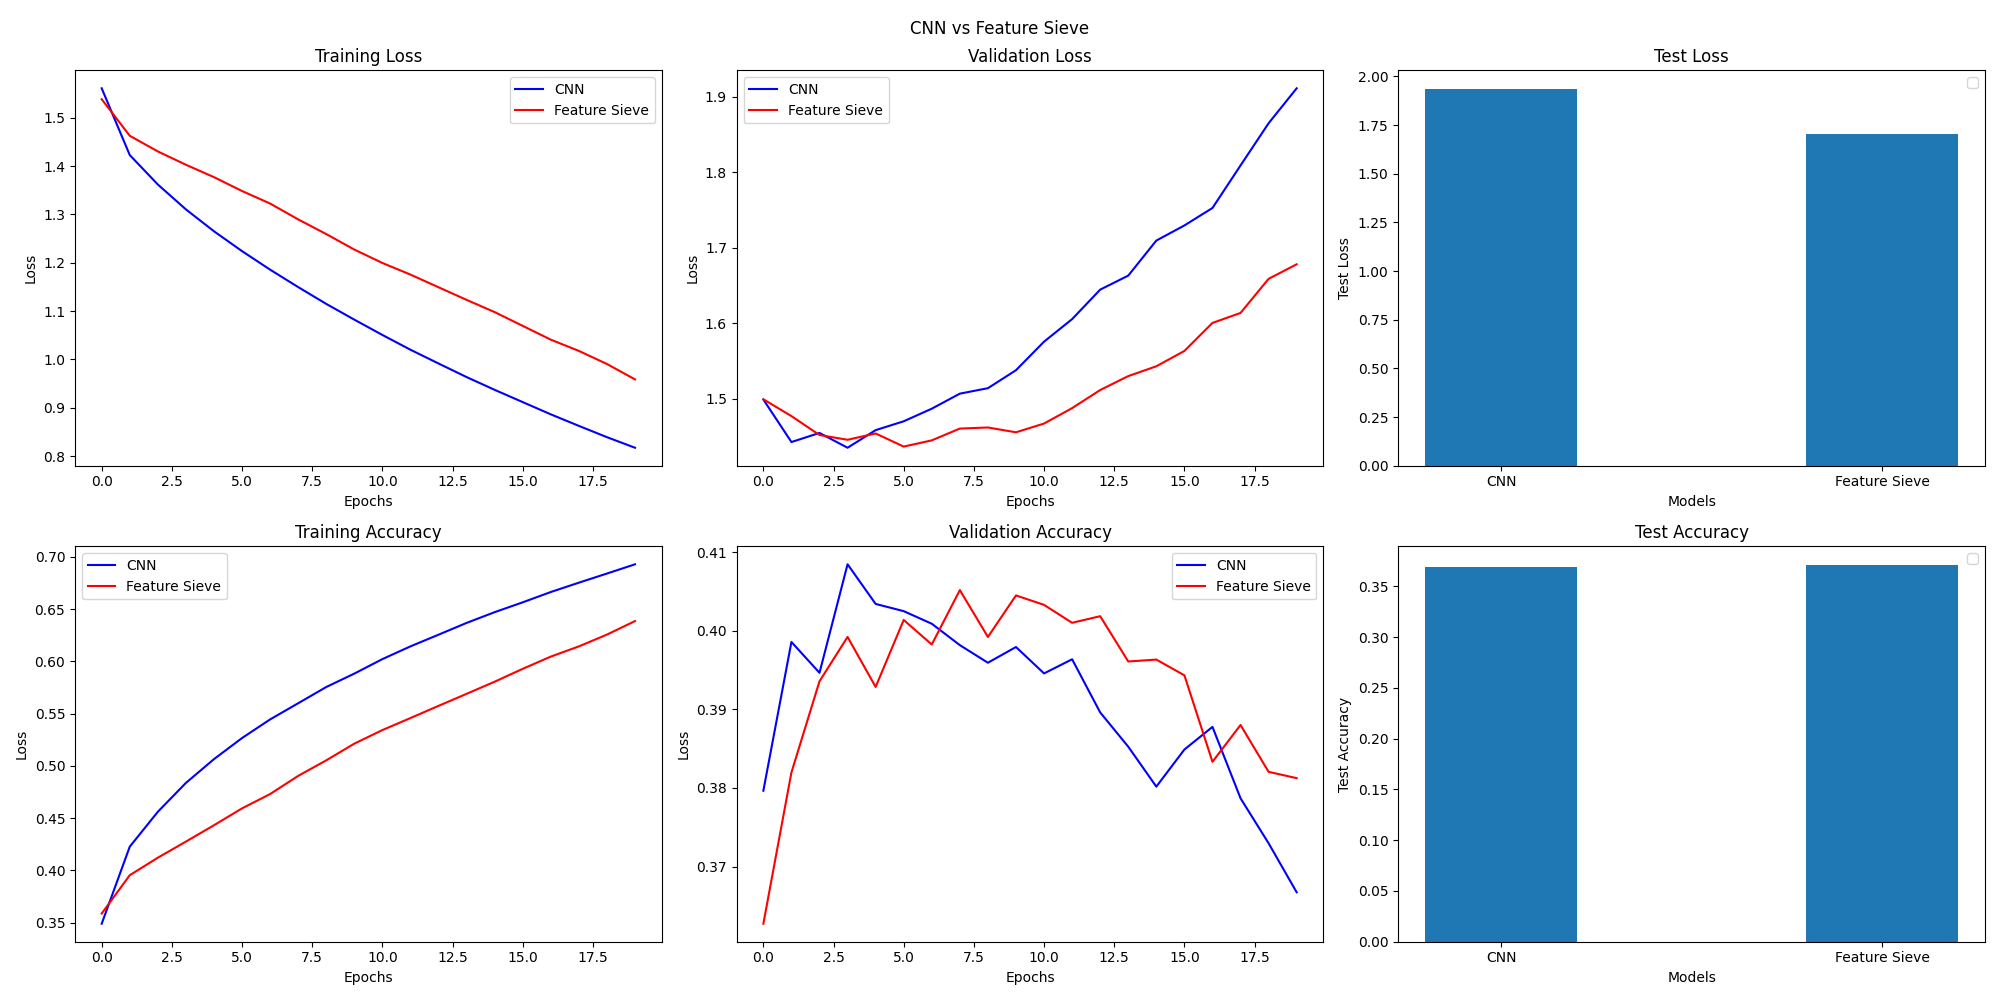 CNN vs Feature Sieve
Training Loss
CNN
Feature Sieve
Loss
1.5
1.4
1.3
1.2
1.1
1.0
0.9
0.8
0.0 2.5 5.0 7.5 10.0 12.5 15.0 17.5
Epochs
Validation Loss
CNN
Feature Sieve
Loss
1.9
1.8
1.7
1.6
1.5
0.0 2.5 5.0 7.5 10.0 12.5 15.0 17.5
Epochs
Test Loss
Test Loss
2.00
1.75
1.50
1.25
1.00
0.75
0.50
0.25
0.00
CNN Feature Sieve
Models
Training Accuracy
CNN
Feature Sieve
Loss
0.70
0.65
0.60
0.55
0.50
0.45
0.40
0.35
0.0 2.5 5.0 7.5 10.0 12.5 15.0 17.5
Epochs
Validation Accuracy
CNN
Feature Sieve
Loss
0.41
0.40
0.39
0.38
0.37
0.0 2.5 5.0 7.5 10.0 12.5 15.0 17.5
Epochs
Test Accuracy
Test Accuracy
0.35
0.30
0.25
0.20
0.15
0.10
0.05
0.00
CNN Feature Sieve
Models